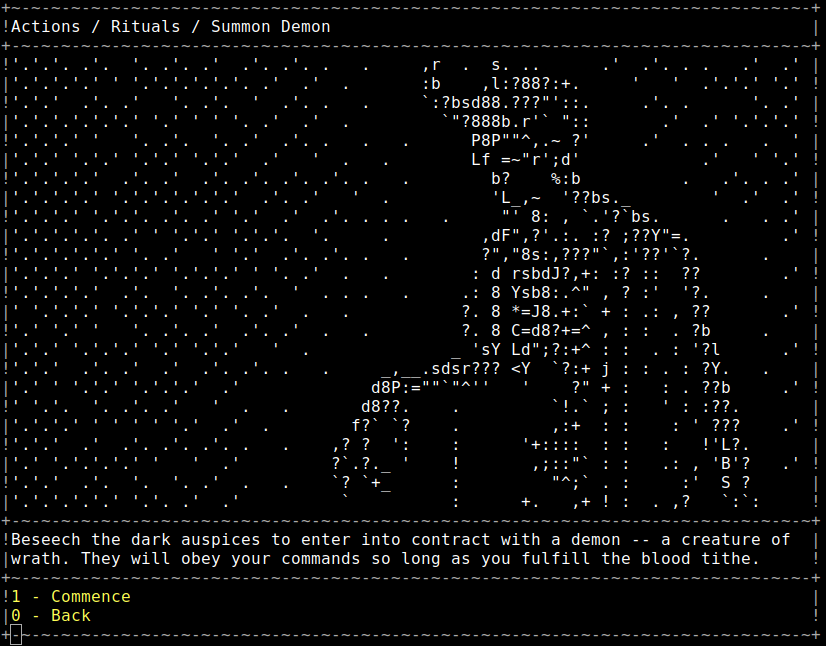 Actions / Rituals / Summon Demon
Beseech the dark auspices to enter into contract with a demon -- a creature of
wrath. They will obey your commands so long as you fulfill the blood tithe.
1 - Commence
0 - Back